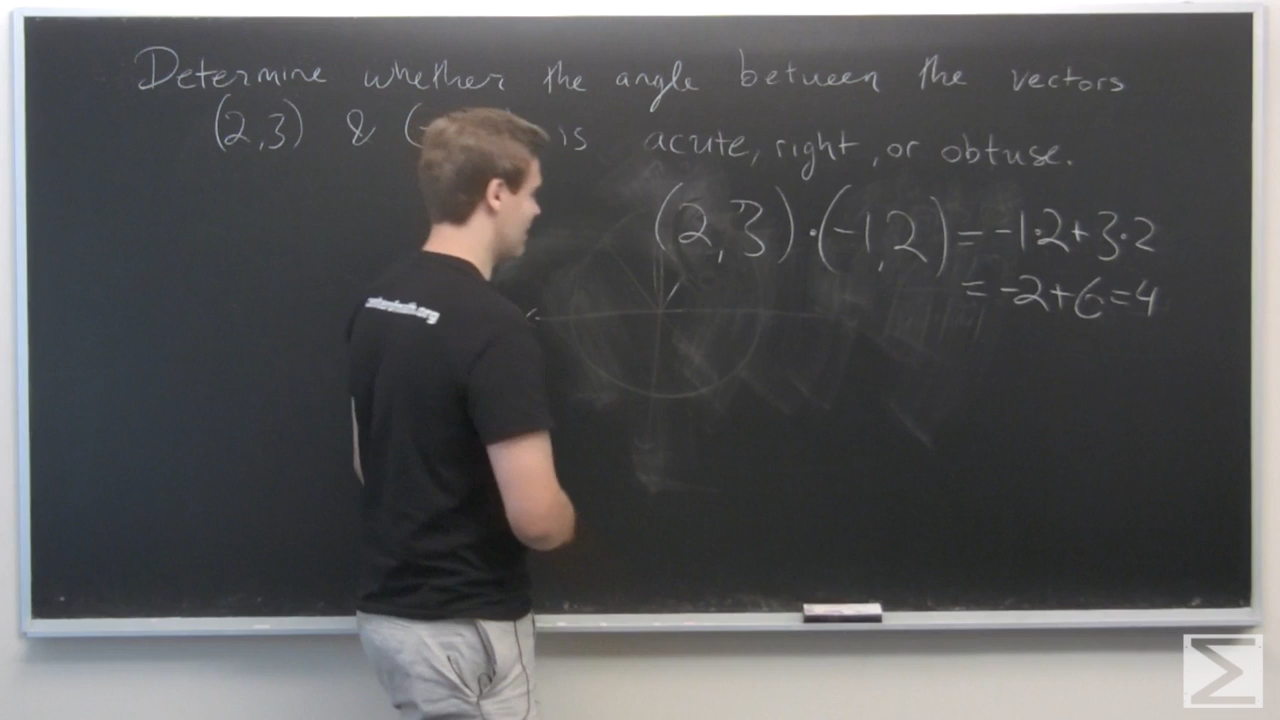 Determine whether the angle between the vectors
(2,3) & (- is acute, right, or obtuse.
(2,3)·(-1,2) = -1·2+3·2
= -2+6=4
Σ